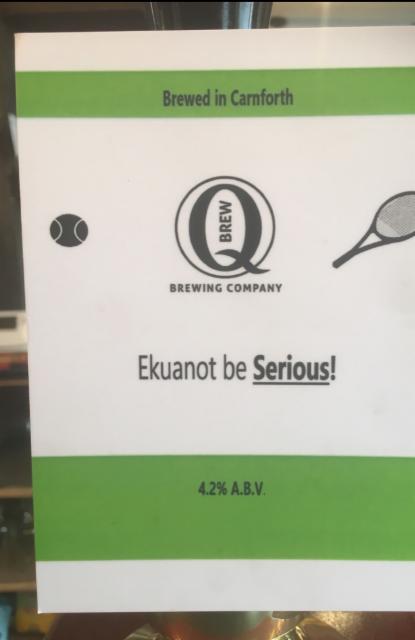 Brewed in Carnforth
Q
BREW
BREWING COMPANY
Ekuanot be Serious!
4.2% A.B.V.